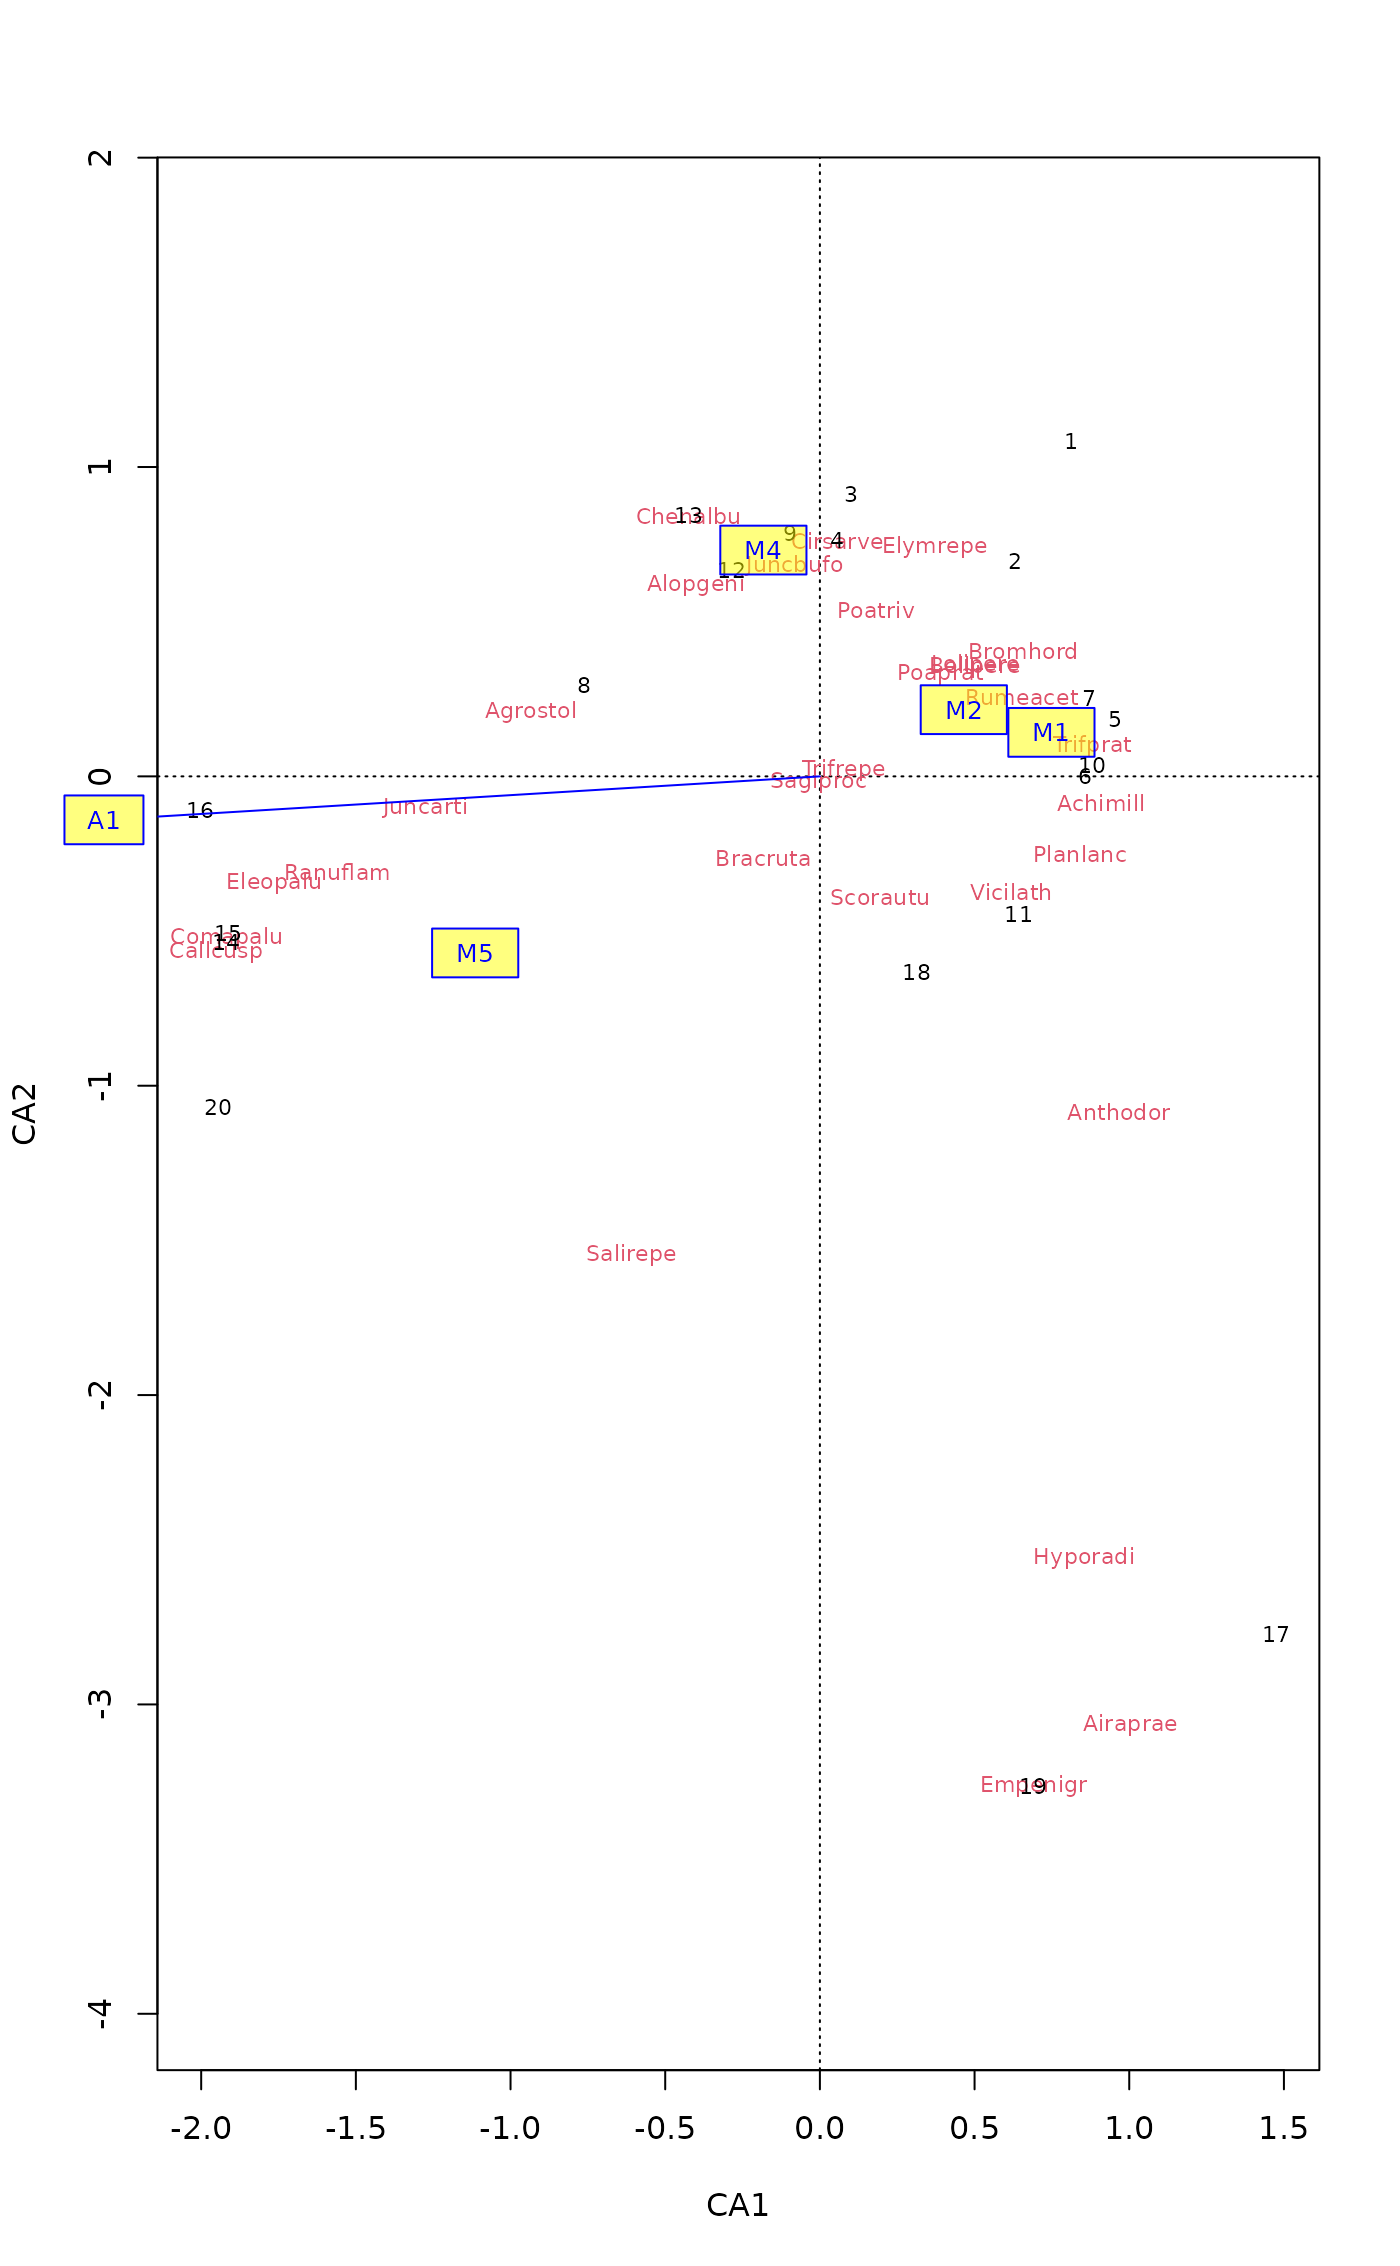 2
1
3
Chenalbu
13
9
4
Cirsarve
Elymrepe
M4
2
Juncbufo
12
Alopgeni
Poatriv
Bromhord
Lolipere
Bellpere
Poaprat
8
Rumeacet
7
Agrostol
M2
5
M1
Trifprat
10
Trifrepe
6
Sagiproc
Achimill
16
Juncarti
A1
Planlanc
Bracruta
Ranuflam
Eleopalu
Vicilath
Scorautu
11
15
Comapalu
14
Callcusp
M5
18
20
Anthodor
Salirepe
Hyporadi
17
Airaprae
Empenigr
19
CA2
1
0
-1
-2
-3
-4
-2.0 -1.5 -1.0 -0.5 0.0 0.5 1.0 1.5
CA1